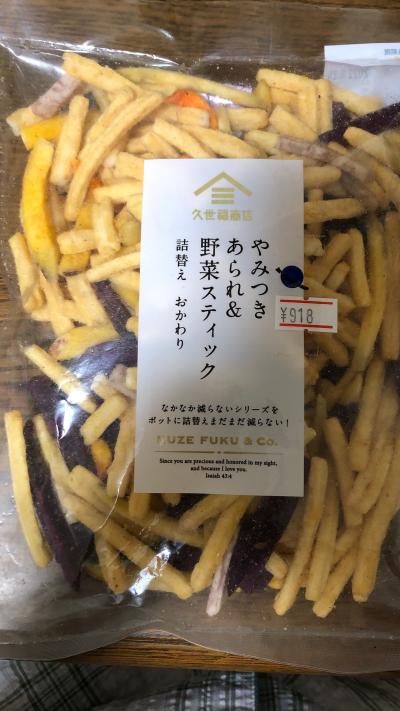 久世福商店
やみつき
あられ&
野菜スティック
詰替え おかわり
¥918
なかなか減らないシリーズを
ポットに詰替えまだまだ減らない!
KUZE FUKU & Co.
Since you are precious and honored in my sight,
and because I love you.
Isaiah 43:4